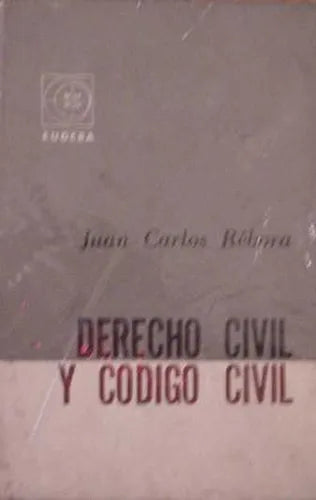 EUDEBA
Juan Carlos Rébora
DERECHO CIVIL
Y CODIGO CIVIL